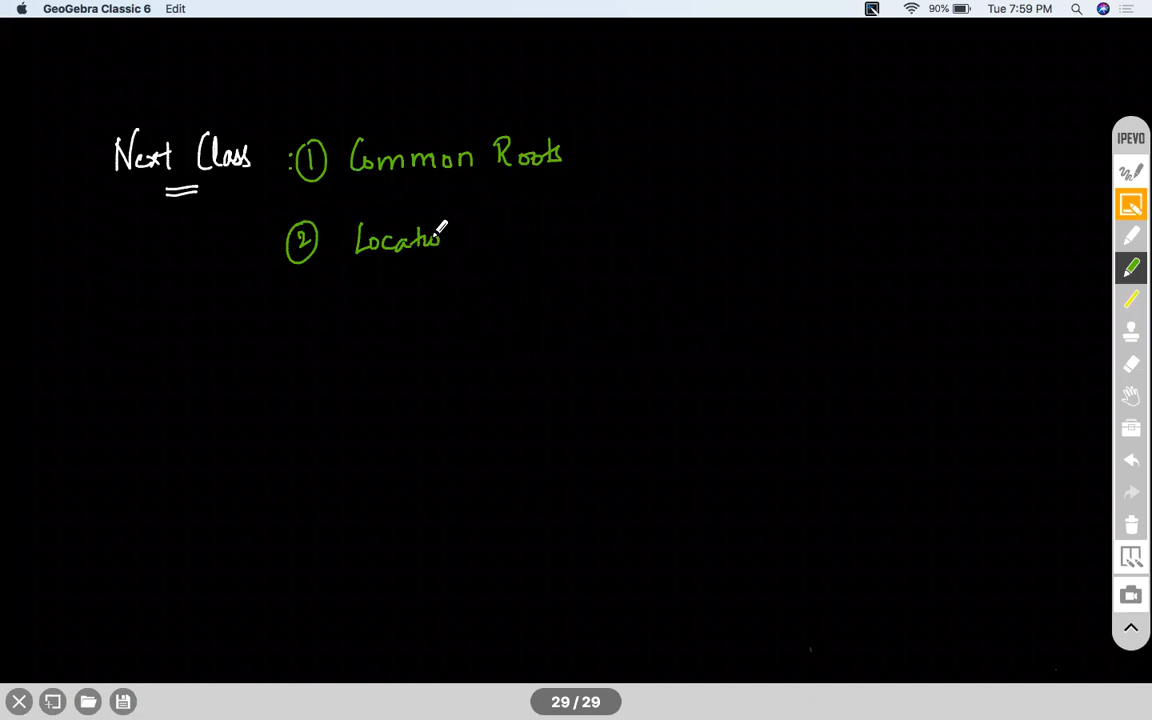 GeoGebra Classic 6 Edit 90% Tue 7:59 PM
IPEVO
Next Class : ① Common Roots
② Locatio
29 / 29